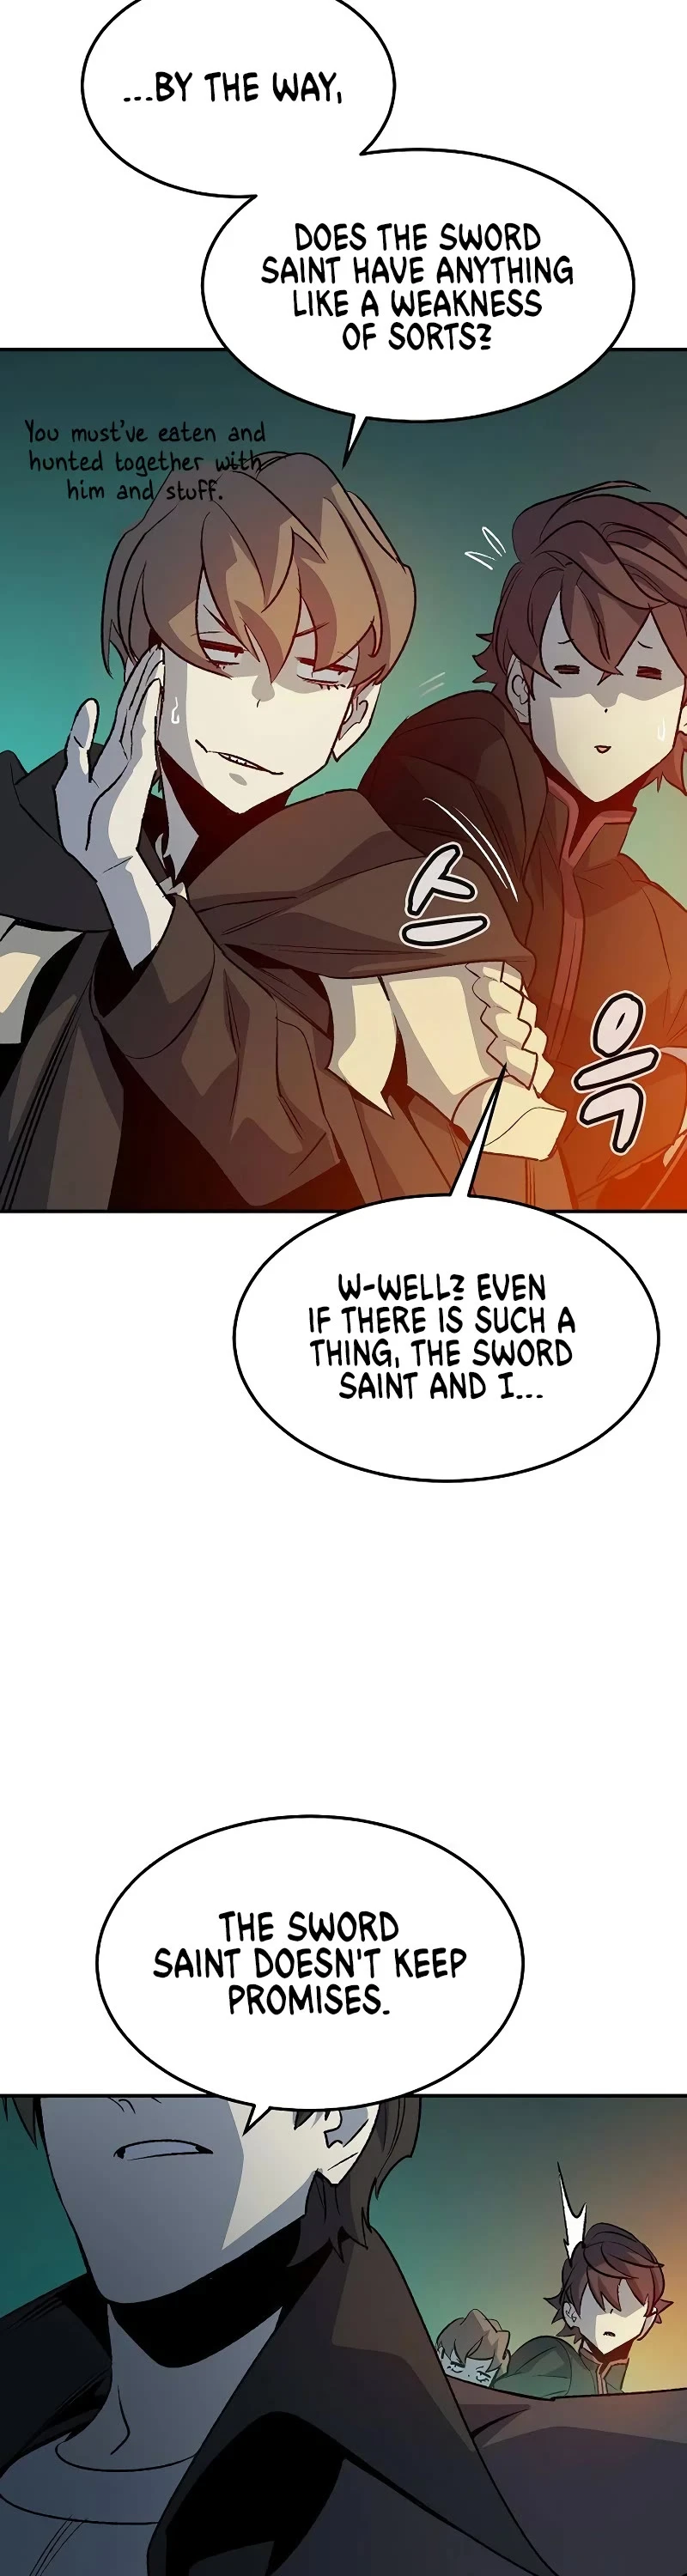 ...BY THE WAY,
DOES THE SWORD
SAINT HAVE ANYTHING
LIKE A WEAKNESS
OF SORTS?
You must've eaten and
hunted together with
him and stuff.
스
윽
W-WELL? EVEN
IF THERE IS SUCH A
THING, THE SWORD
SAINT AND I...
THE SWORD
SAINT DOESN'T KEEP
PROMISES.